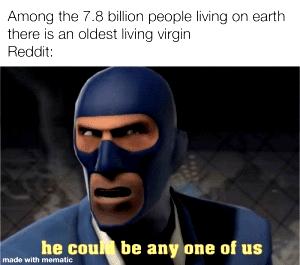 Among the 7.8 billion people living on earth
there is an oldest living virgin
Reddit:
he could be any one of us
made with mematic